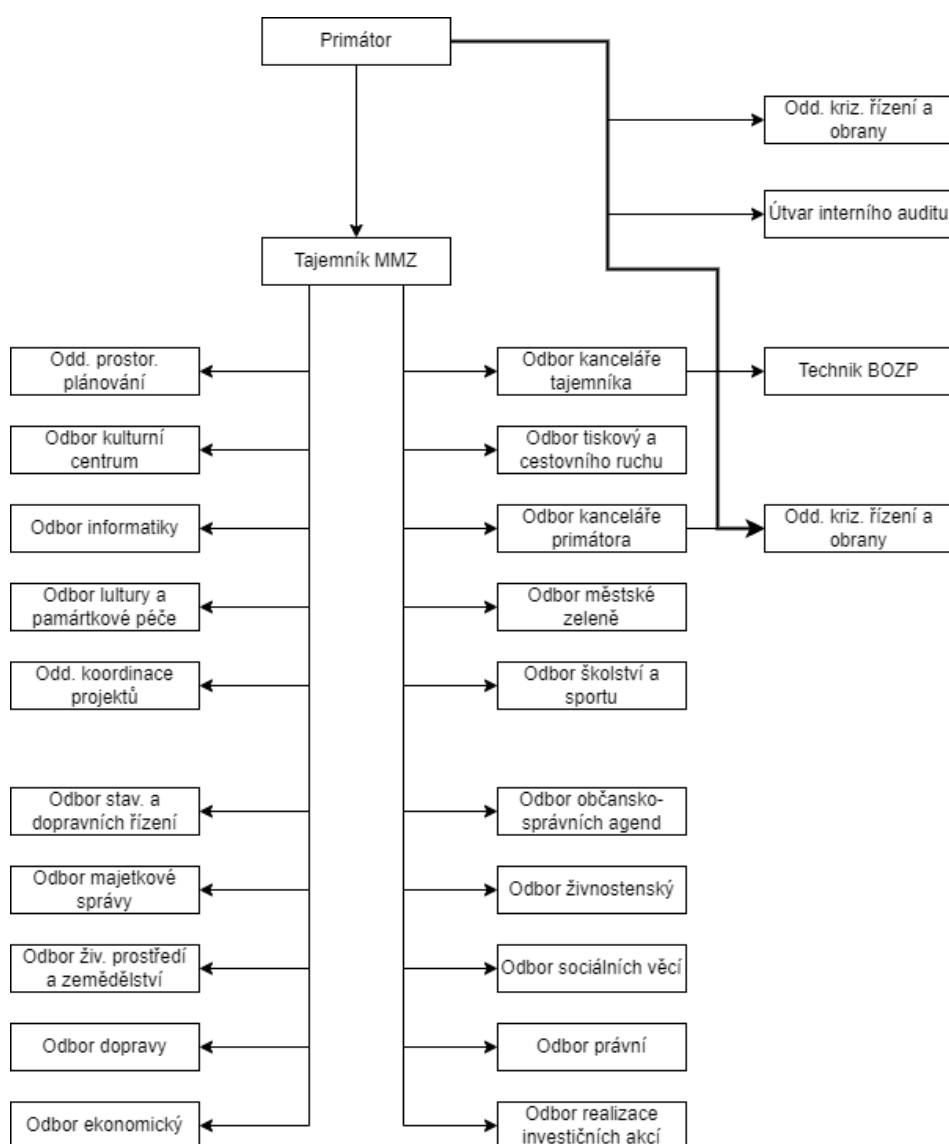 Primátor
Odd. kriz. řízení a
obrany
Útvar interního auditu
Tajemník MMZ
Odd. prostor.
plánování
Odbor kanceláře
tajemníka
Technik BOZP
Odbor kulturní
centrum
Odbor tiskový a
cestovního ruchu
Odbor informatiky
Odbor kanceláře
primátora
Odd. kriz. řízení a
obrany
Odbor lultury a
pamártkové péče
Odbor městské
zeleně
Odd. koordinace
projektů
Odbor školství a
sportu
Odbor stav. a
dopravních řízení
Odbor občansko-
správních agend
Odbor majetkové
správy
Odbor živnostenský
Odbor živ. prostředí
a zemědělství
Odbor sociálních věcí
Odbor dopravy
Odbor právní
Odbor ekonomický
Odbor realizace
investičních akcí